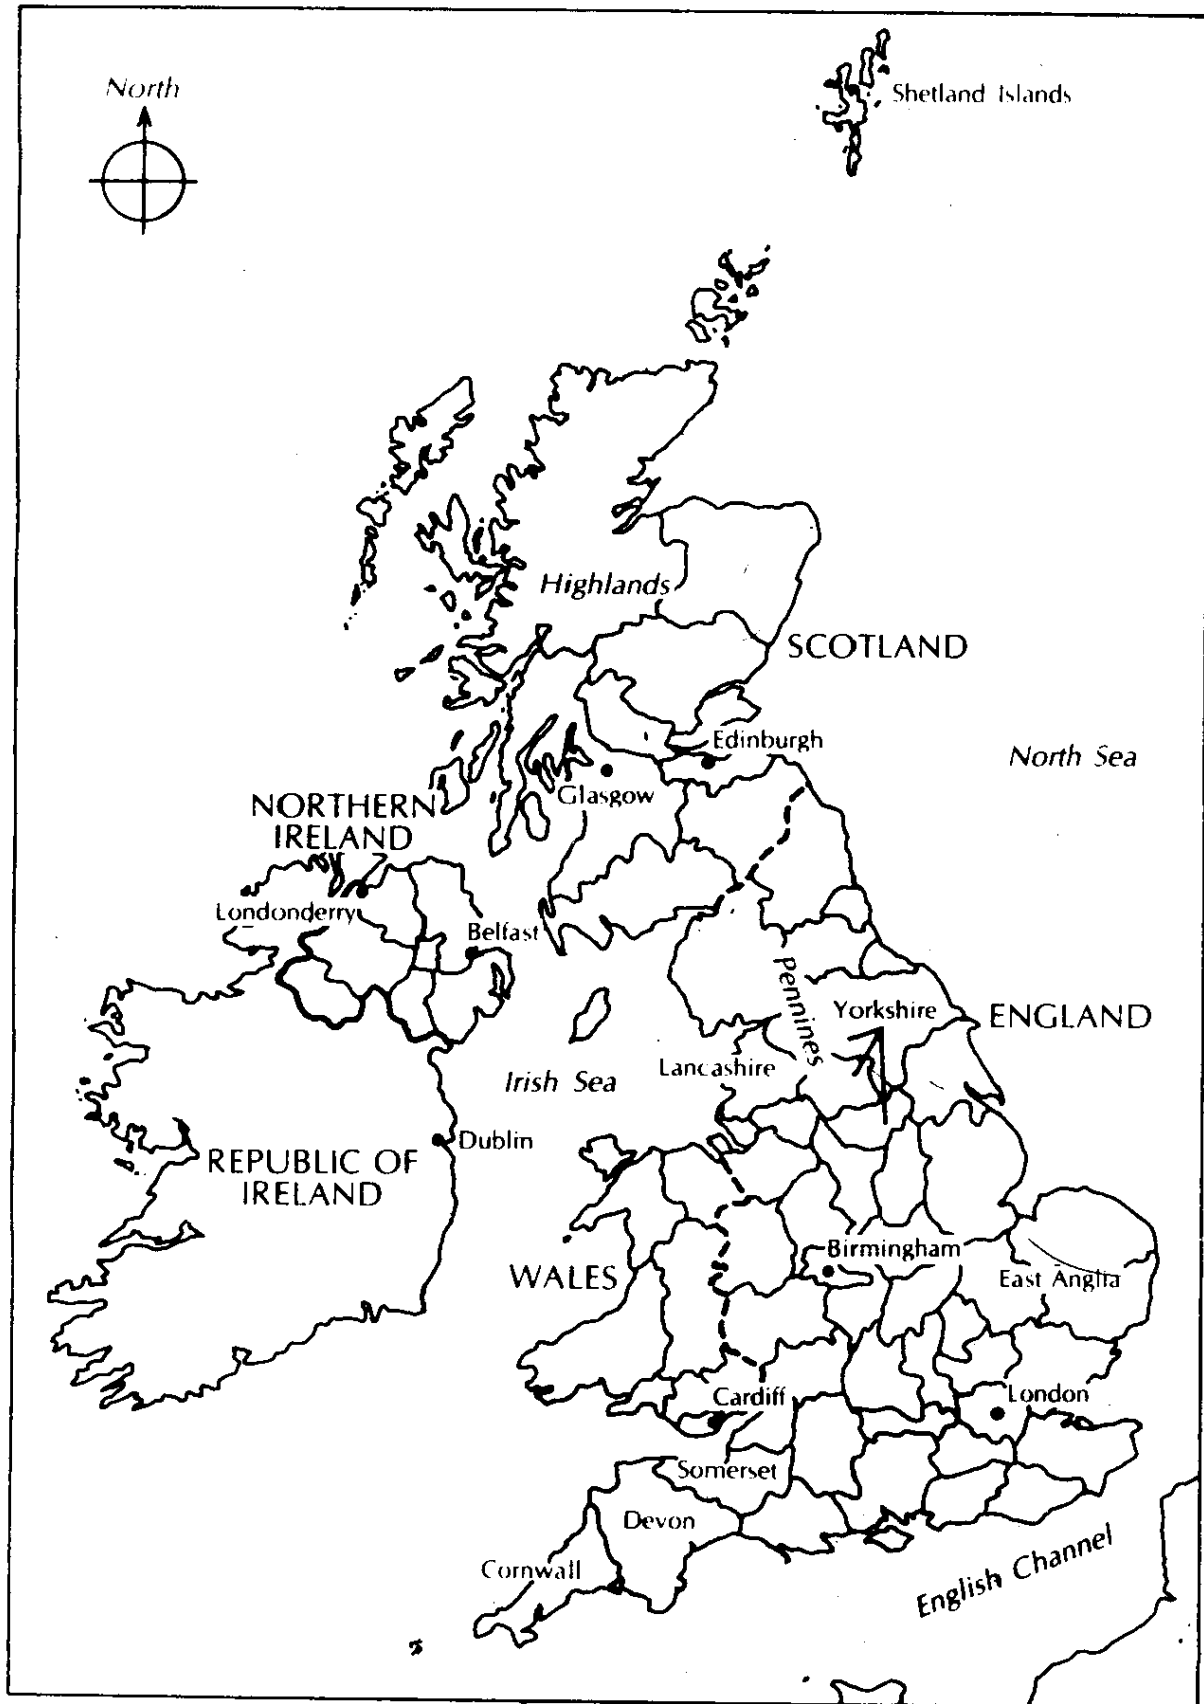 North
Shetland Islands
Highlands
SCOTLAND
Edinburgh
North Sea
Glasgow
NORTHERN
IRELAND
Londonderry
Belfast
Pennines
Yorkshire
ENGLAND
Lancashire
Irish Sea
Dublin
REPUBLIC OF
IRELAND
Birmingham
WALES
East Anglia
Cardiff
London
Somerset
Devon
Cornwall
English Channel